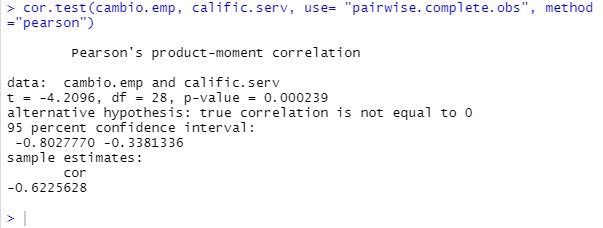 > cor.test(cambio.emp, calific.serv, use= "pairwise.complete.obs", method
="pearson")
Pearson's product-moment correlation
data:  cambio.emp and calific.serv
t = -4.2096, df = 28, p-value = 0.000239
alternative hypothesis: true correlation is not equal to 0
95 percent confidence interval:
 -0.8027770 -0.3381336
sample estimates:
cor
-0.6225628
>